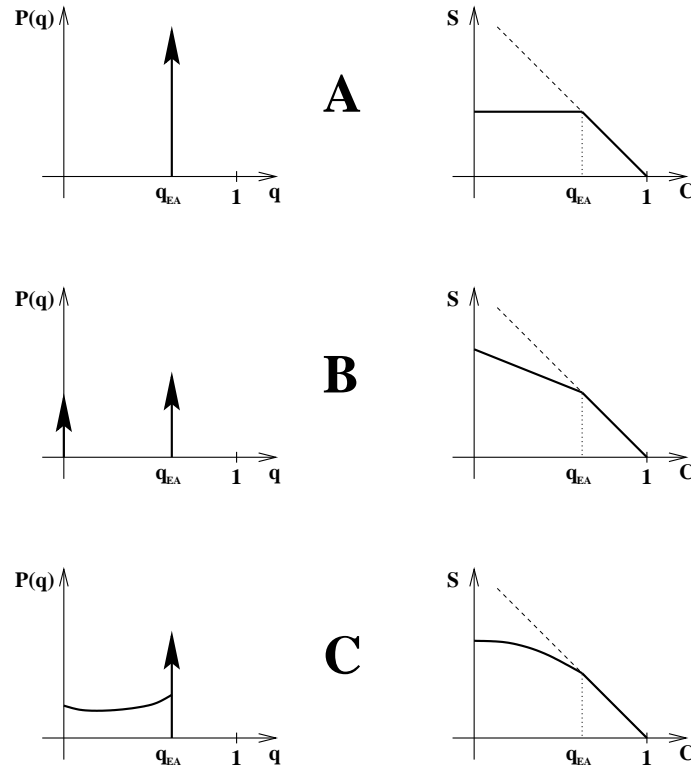 P(q)
S
A
q_EA 1 q
q_EA 1 C
P(q)
S
B
q_EA 1 q
q_EA 1 C
P(q)
S
C
q_EA 1 q
q_EA 1 C